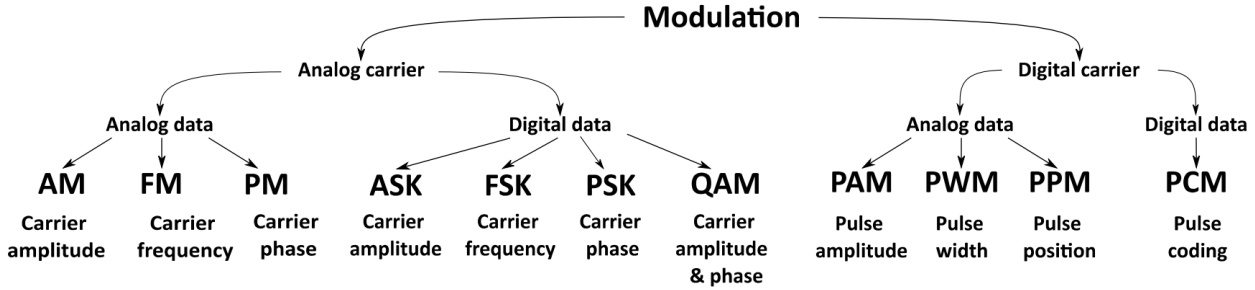 Modulation
Analog carrier
Digital carrier
Analog data
Digital data
Analog data
Digital data
AM
FM
PM
ASK
FSK
PSK
QAM
PAM
PWM
PPM
PCM
Carrier
amplitude
Carrier
frequency
Carrier
phase
Carrier
amplitude
Carrier
frequency
Carrier
phase
Carrier
amplitude
& phase
Pulse
amplitude
Pulse
width
Pulse
position
Pulse
coding